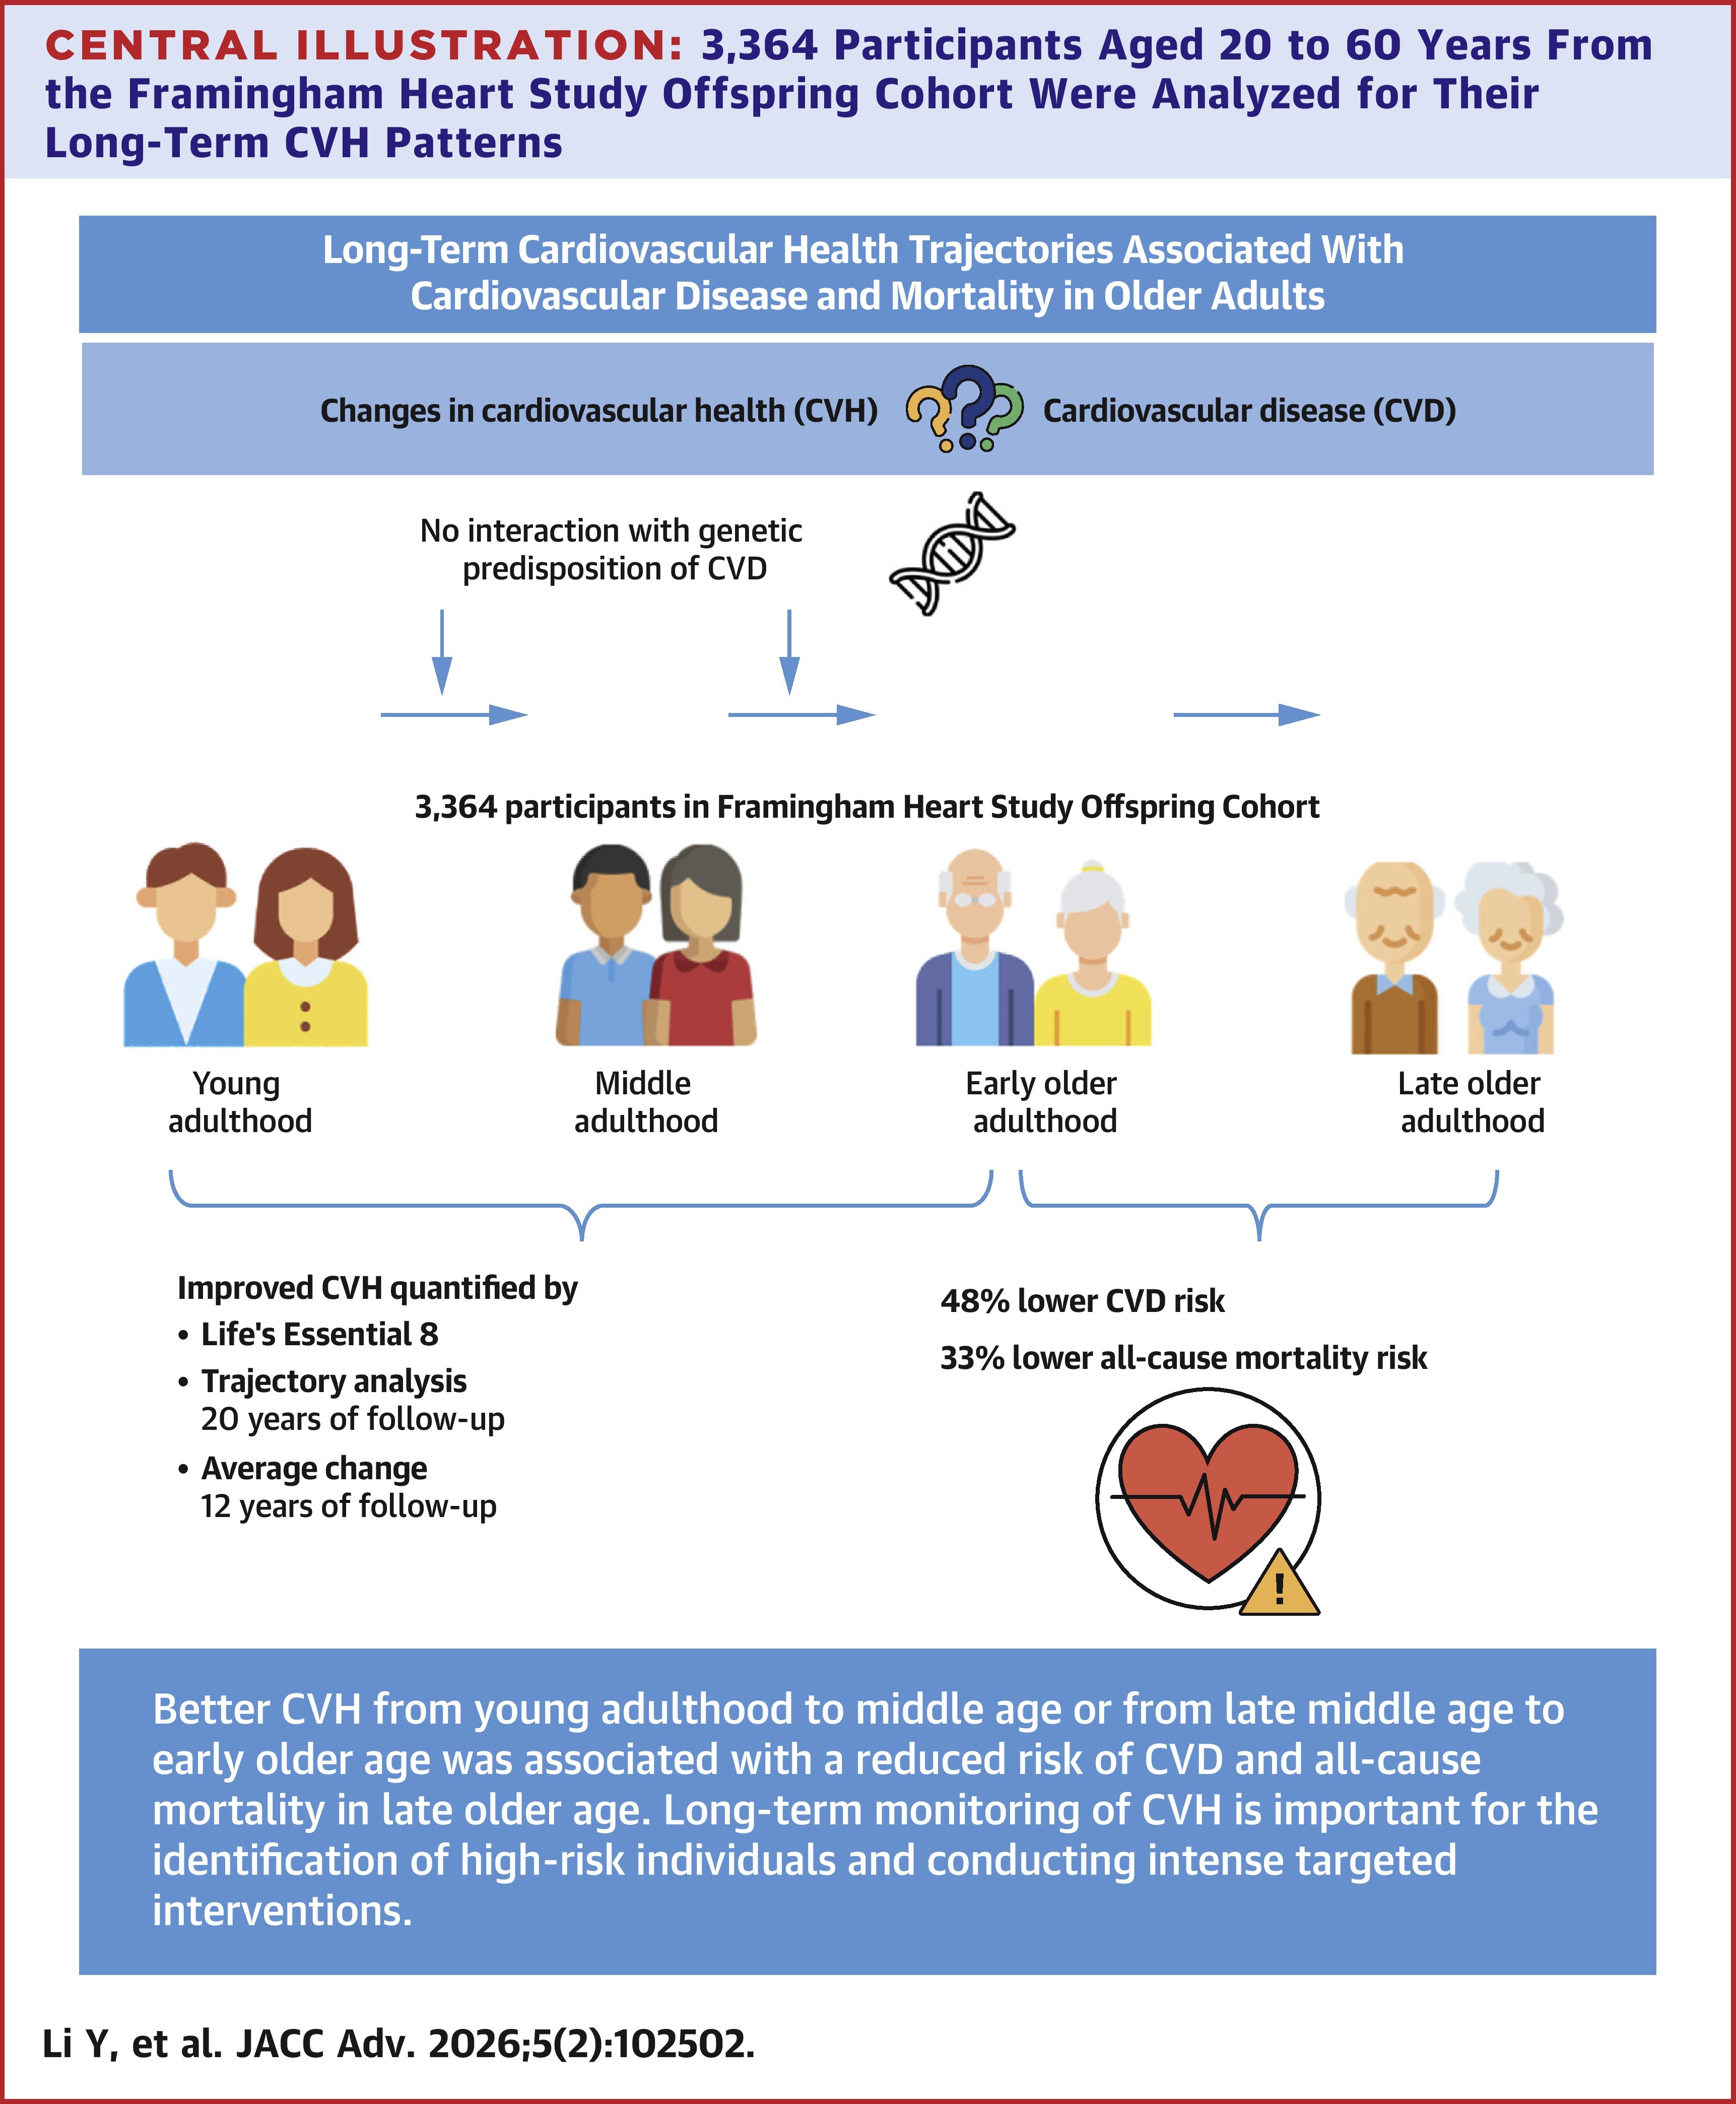 CENTRAL ILLUSTRATION: 3,364 Participants Aged 20 to 60 Years From
the Framingham Heart Study Offspring Cohort Were Analyzed for Their
Long-Term CVH Patterns
Long-Term Cardiovascular Health Trajectories Associated With
Cardiovascular Disease and Mortality in Older Adults
Changes in cardiovascular health (CVH) ??? Cardiovascular disease (CVD)
No interaction with genetic
predisposition of CVD
3,364 participants in Framingham Heart Study Offspring Cohort
Young
adulthood
Middle
adulthood
Early older
adulthood
Late older
adulthood
Improved CVH quantified by
• Life's Essential 8
• Trajectory analysis
20 years of follow-up
• Average change
12 years of follow-up
48% lower CVD risk
33% lower all-cause mortality risk
!
Better CVH from young adulthood to middle age or from late middle age to
early older age was associated with a reduced risk of CVD and all-cause
mortality in late older age. Long-term monitoring of CVH is important for the
identification of high-risk individuals and conducting intense targeted
interventions.
Li Y, et al. JACC Adv. 2026;5(2):102502.